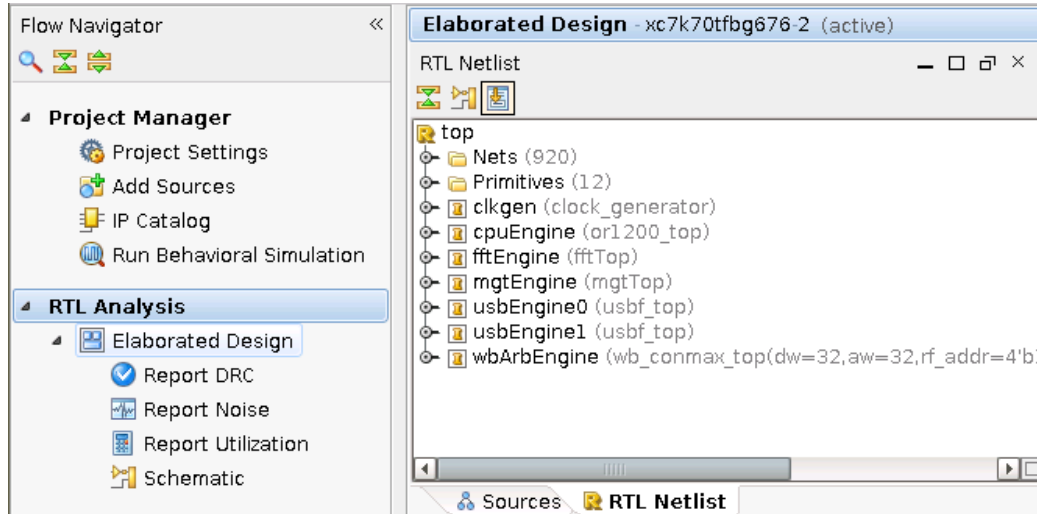 Flow Navigator
Project Manager
Project Settings
Add Sources
IP Catalog
Run Behavioral Simulation
RTL Analysis
Elaborated Design
Report DRC
Report Noise
Report Utilization
Schematic
Elaborated Design - xc7k70tfbg676-2 (active)
RTL Netlist
top
Nets (920)
Primitives (12)
clkgen (clock_generator)
cpuEngine (or1200_top)
fftEngine (fftTop)
mgtEngine (mgtTop)
usbEngine0 (usbf_top)
usbEngine1 (usbf_top)
wbArbEngine (wb_conmax_top(dw=32,aw=32,rf_addr=4'b
Sources
RTL Netlist